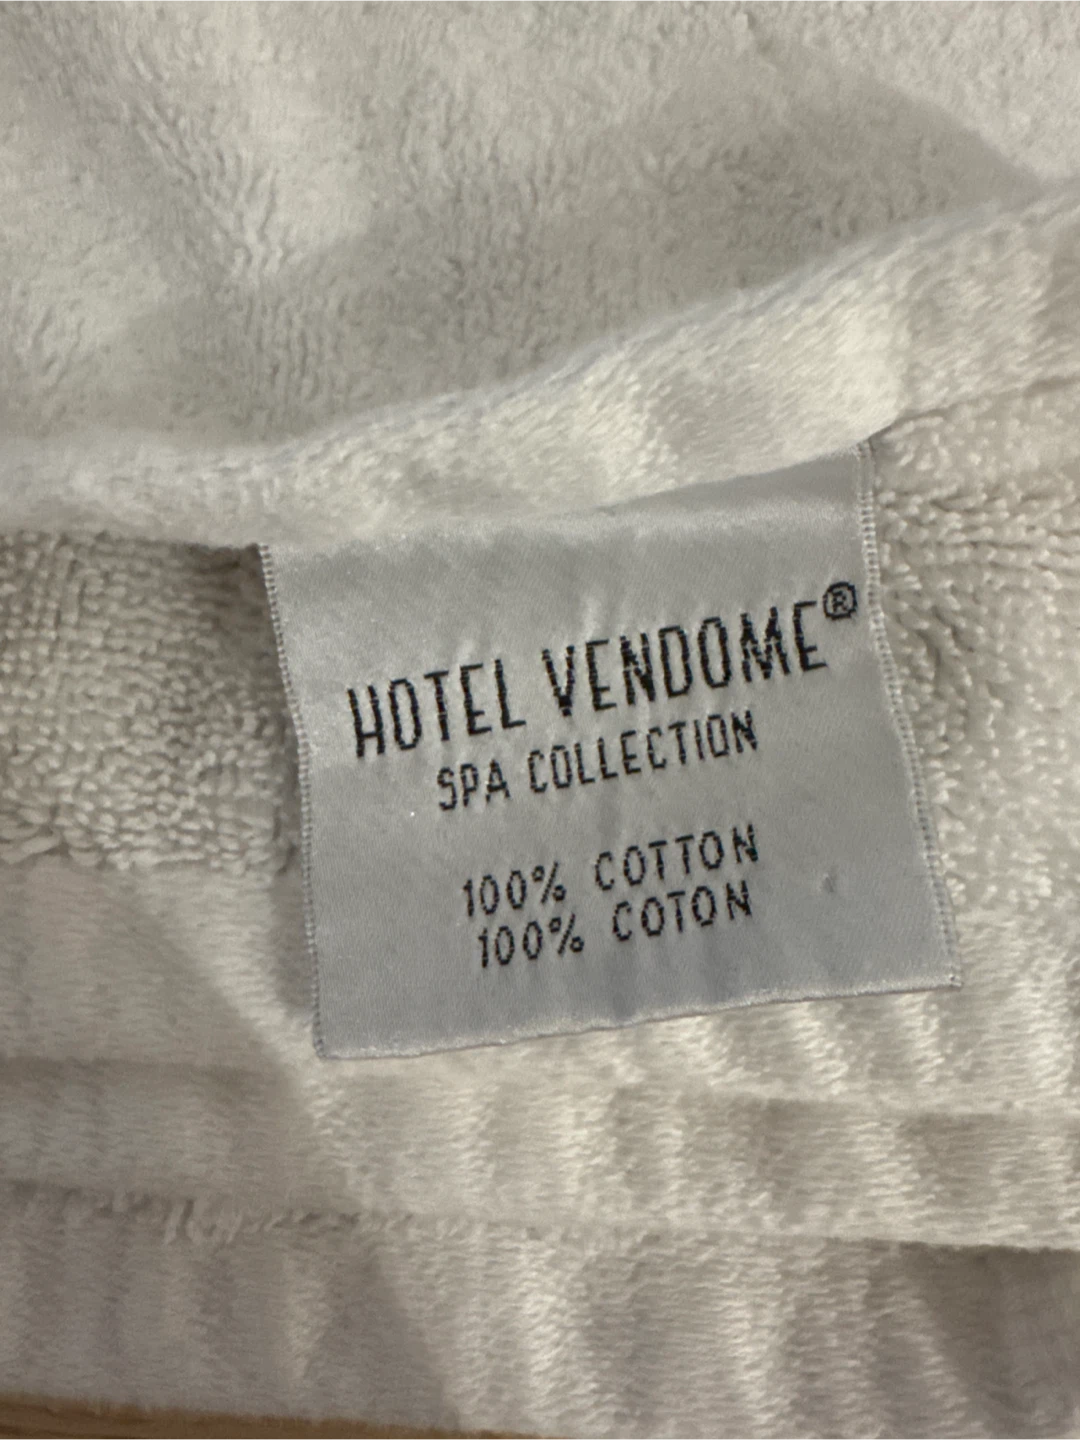 HOTEL VENDOME®
SPA COLLECTION
100% COTTON
100% COTON